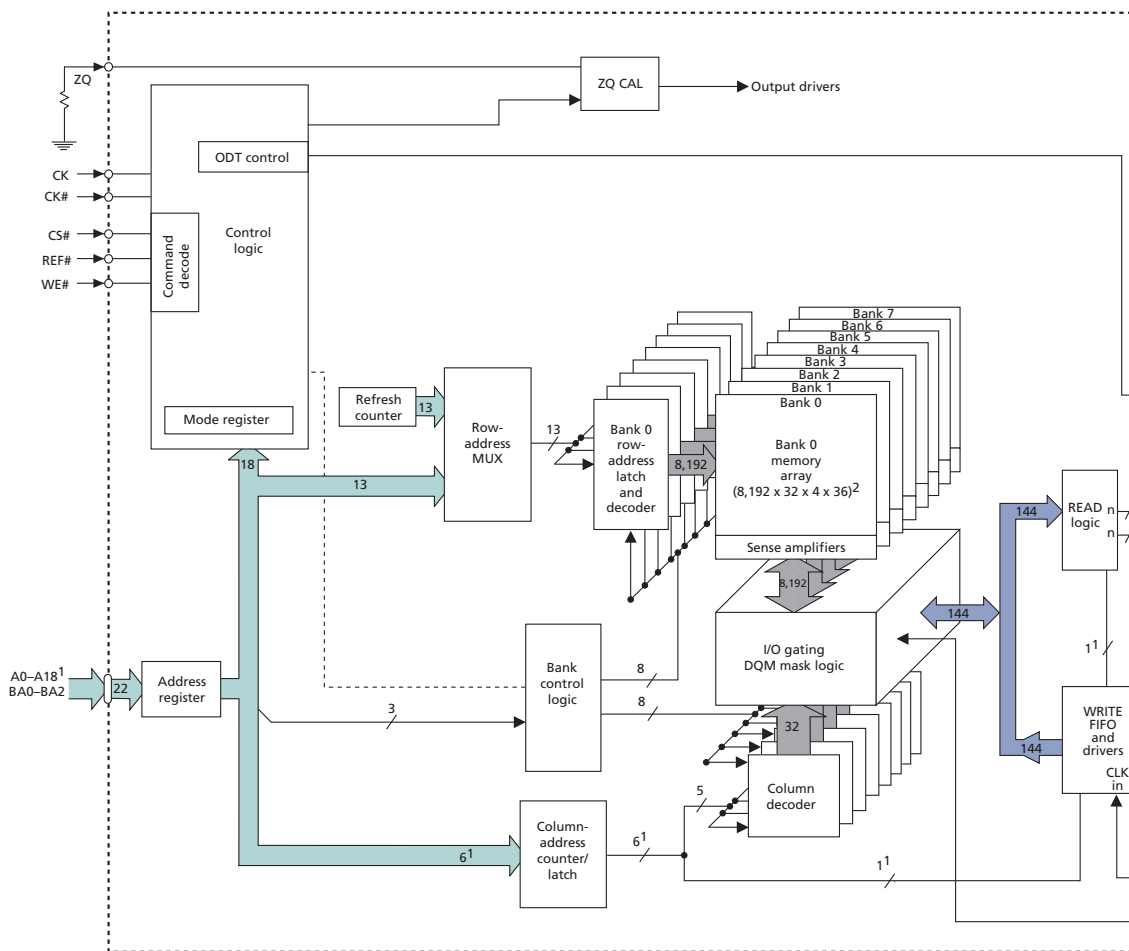 ZQ
ZQ CAL
Output drivers
ODT control
CK
CK#
CS#
REF#
WE#
Command
decode
Control
logic
Mode register
18
Refresh
counter
13
13
Row-
address
MUX
13
Bank 0
row-
address
latch
and
decoder
8,192
Bank 7
Bank 6
Bank 5
Bank 4
Bank 3
Bank 2
Bank 1
Bank 0
Bank 0
memory
array
(8,192 x 32 x 4 x 36)2
Sense amplifiers
8,192
I/O gating
DQM mask logic
144
144
READ
logic
n
n
1 1
144
WRITE
FIFO
and
drivers
CLK
in
A0–A181
BA0–BA2
22
Address
register
3
Bank
control
logic
8
8
32
Column
decoder
5
61
Column-
address
counter/
latch
61
11